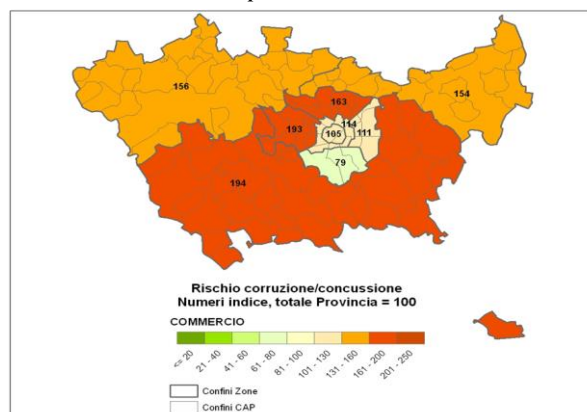 156
163
154
193
114
105
111
79
194
Rischio corruzione/concussione
Numeri indice, totale Provincia = 100
COMMERCIO
<= 20
21 - 40
41 - 60
61 - 80
81 - 100
101 - 130
131 - 160
161 - 200
201 - 250
Confini Zone
Confini CAP